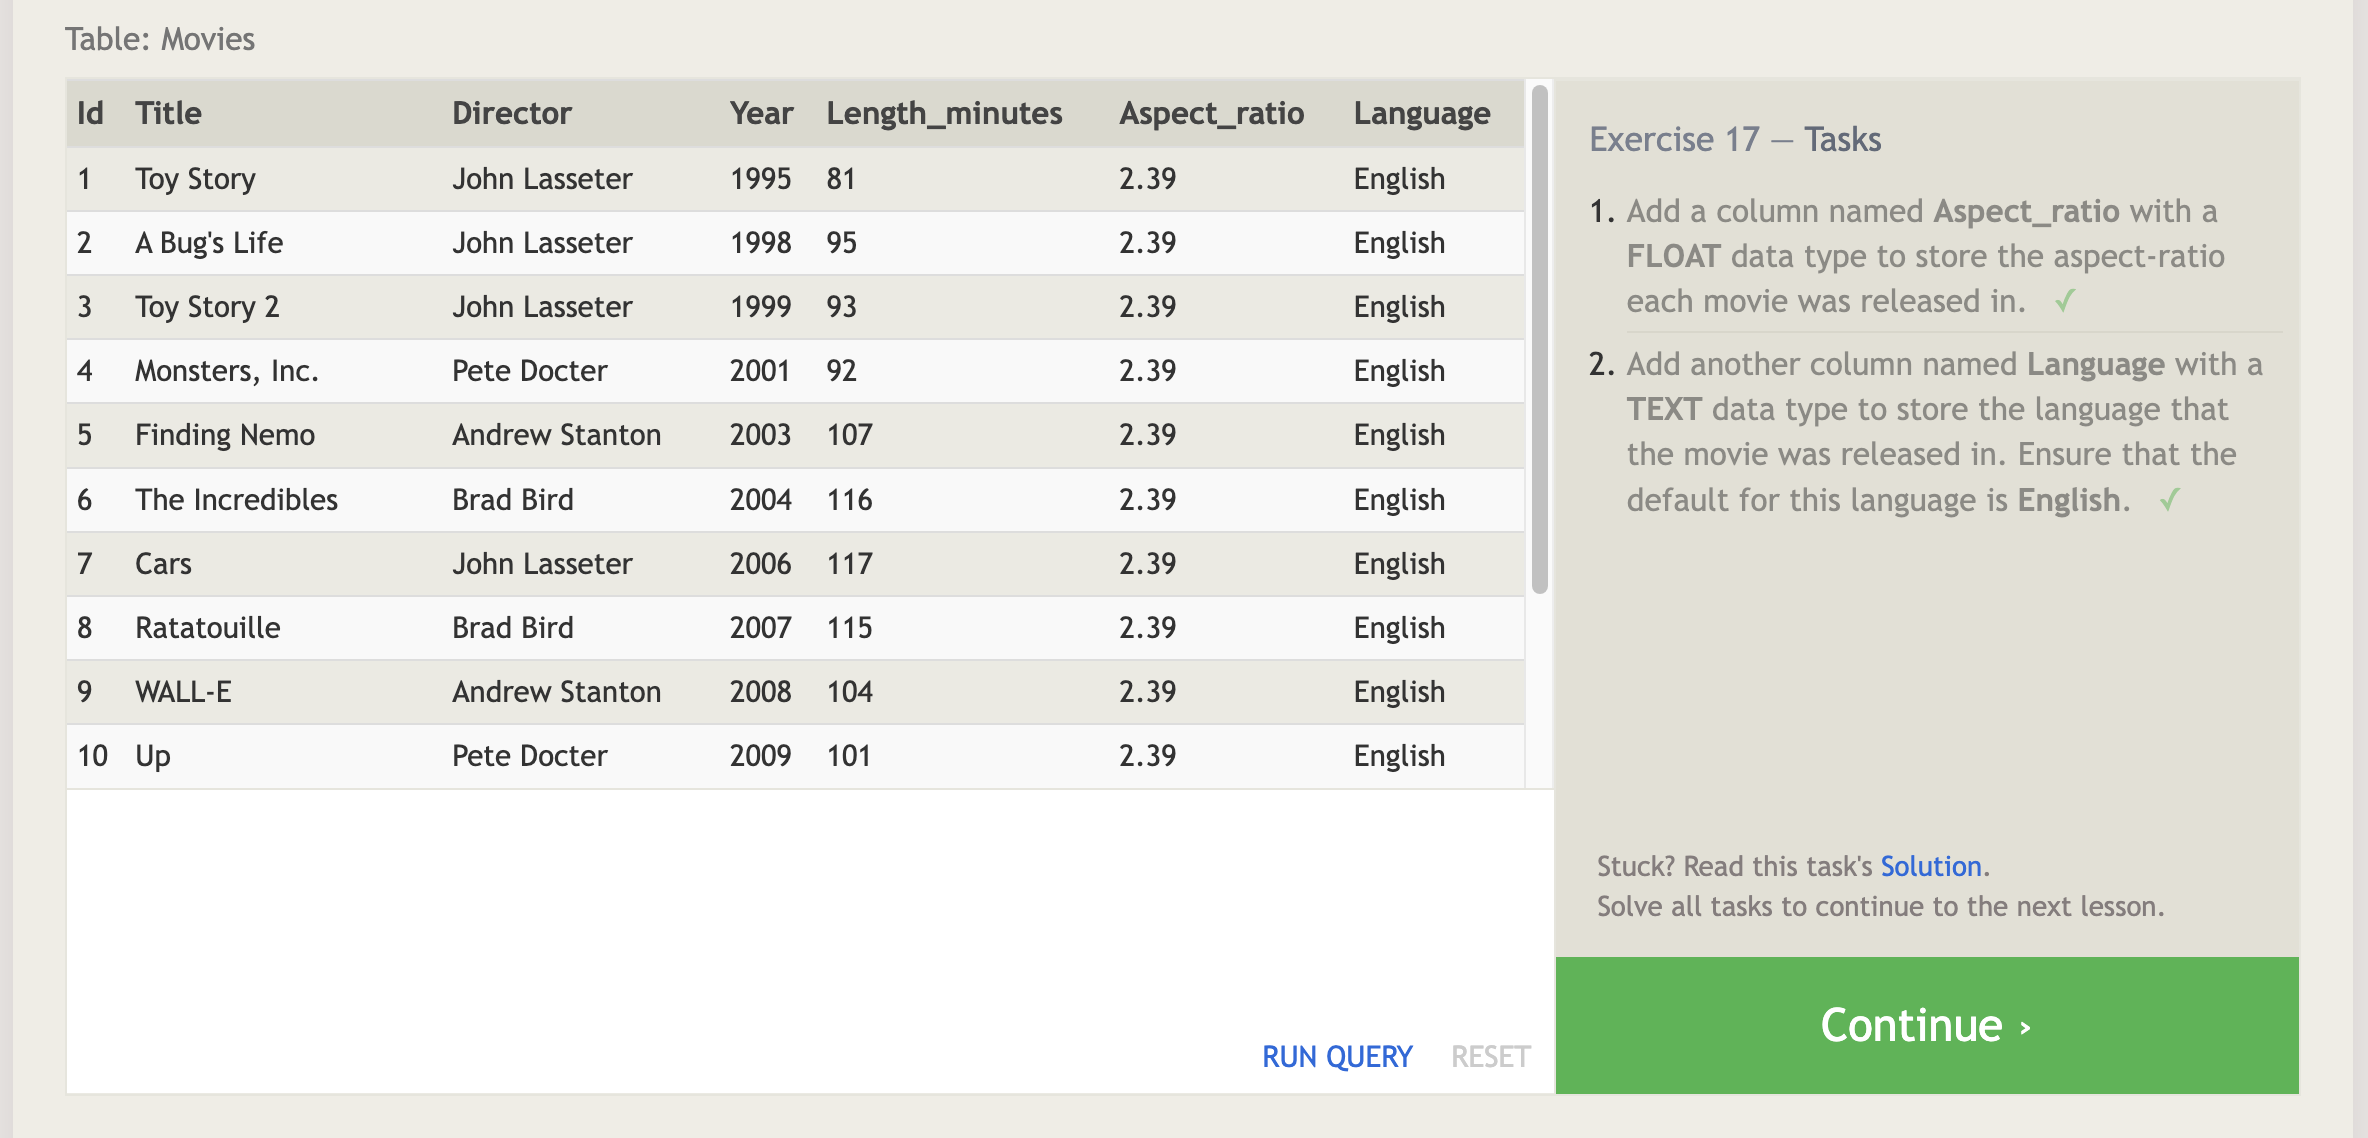 Table: Movies
Id Title Director Year Length_minutes Aspect_ratio Language
1 Toy Story John Lasseter 1995 81 2.39 English
2 A Bug's Life John Lasseter 1998 95 2.39 English
3 Toy Story 2 John Lasseter 1999 93 2.39 English
4 Monsters, Inc. Pete Docter 2001 92 2.39 English
5 Finding Nemo Andrew Stanton 2003 107 2.39 English
6 The Incredibles Brad Bird 2004 116 2.39 English
7 Cars John Lasseter 2006 117 2.39 English
8 Ratatouille Brad Bird 2007 115 2.39 English
9 WALL-E Andrew Stanton 2008 104 2.39 English
10 Up Pete Docter 2009 101 2.39 English
RUN QUERY RESET
Exercise 17 — Tasks
1. Add a column named Aspect_ratio with a
FLOAT data type to store the aspect-ratio
each movie was released in. ✓
2. Add another column named Language with a
TEXT data type to store the language that
the movie was released in. Ensure that the
default for this language is English. ✓
Stuck? Read this task's Solution.
Solve all tasks to continue to the next lesson.
Continue ›